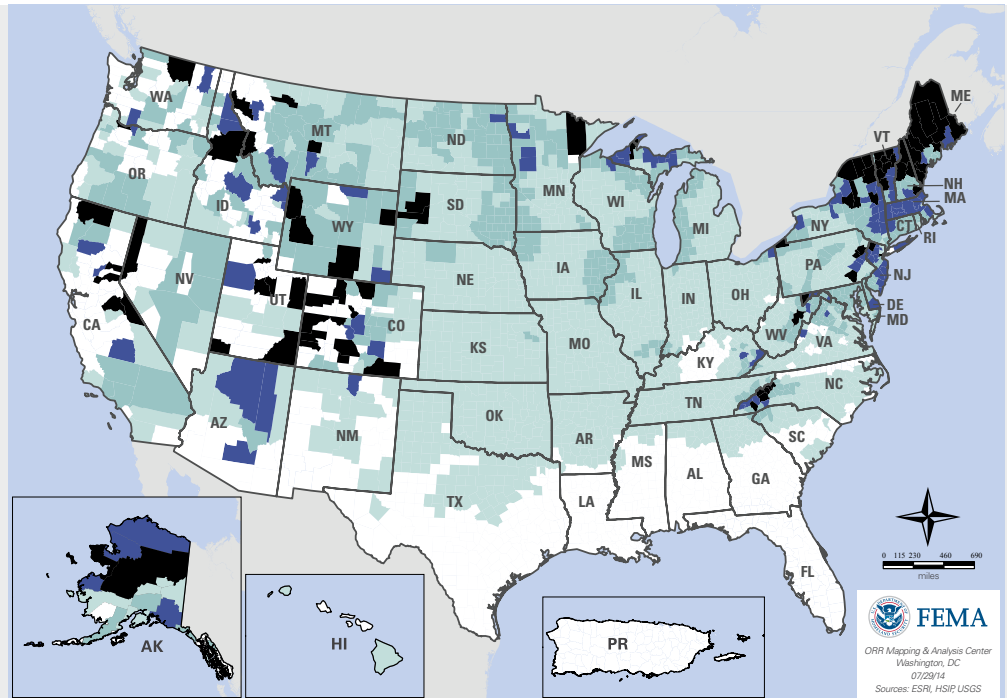 ME
WA
VT
MT
ND
OR
MN
NH
ID
SD
WI
MA
WY
NY
MI
CT
RI
IA
PA
NE
NV
NJ
IL
IN
OH
UT
DE
CO
MD
CA
WV
VA
KS
MO
KY
NC
TN
OK
AZ
NM
AR
SC
MS
AL
GA
TX
LA
FL
0 115 230 460 690
miles
AK
HI
PR
FEMA
ORR Mapping & Analysis Center
Washington, DC
07/29/14
Sources: ESRI, HSIP, USGS